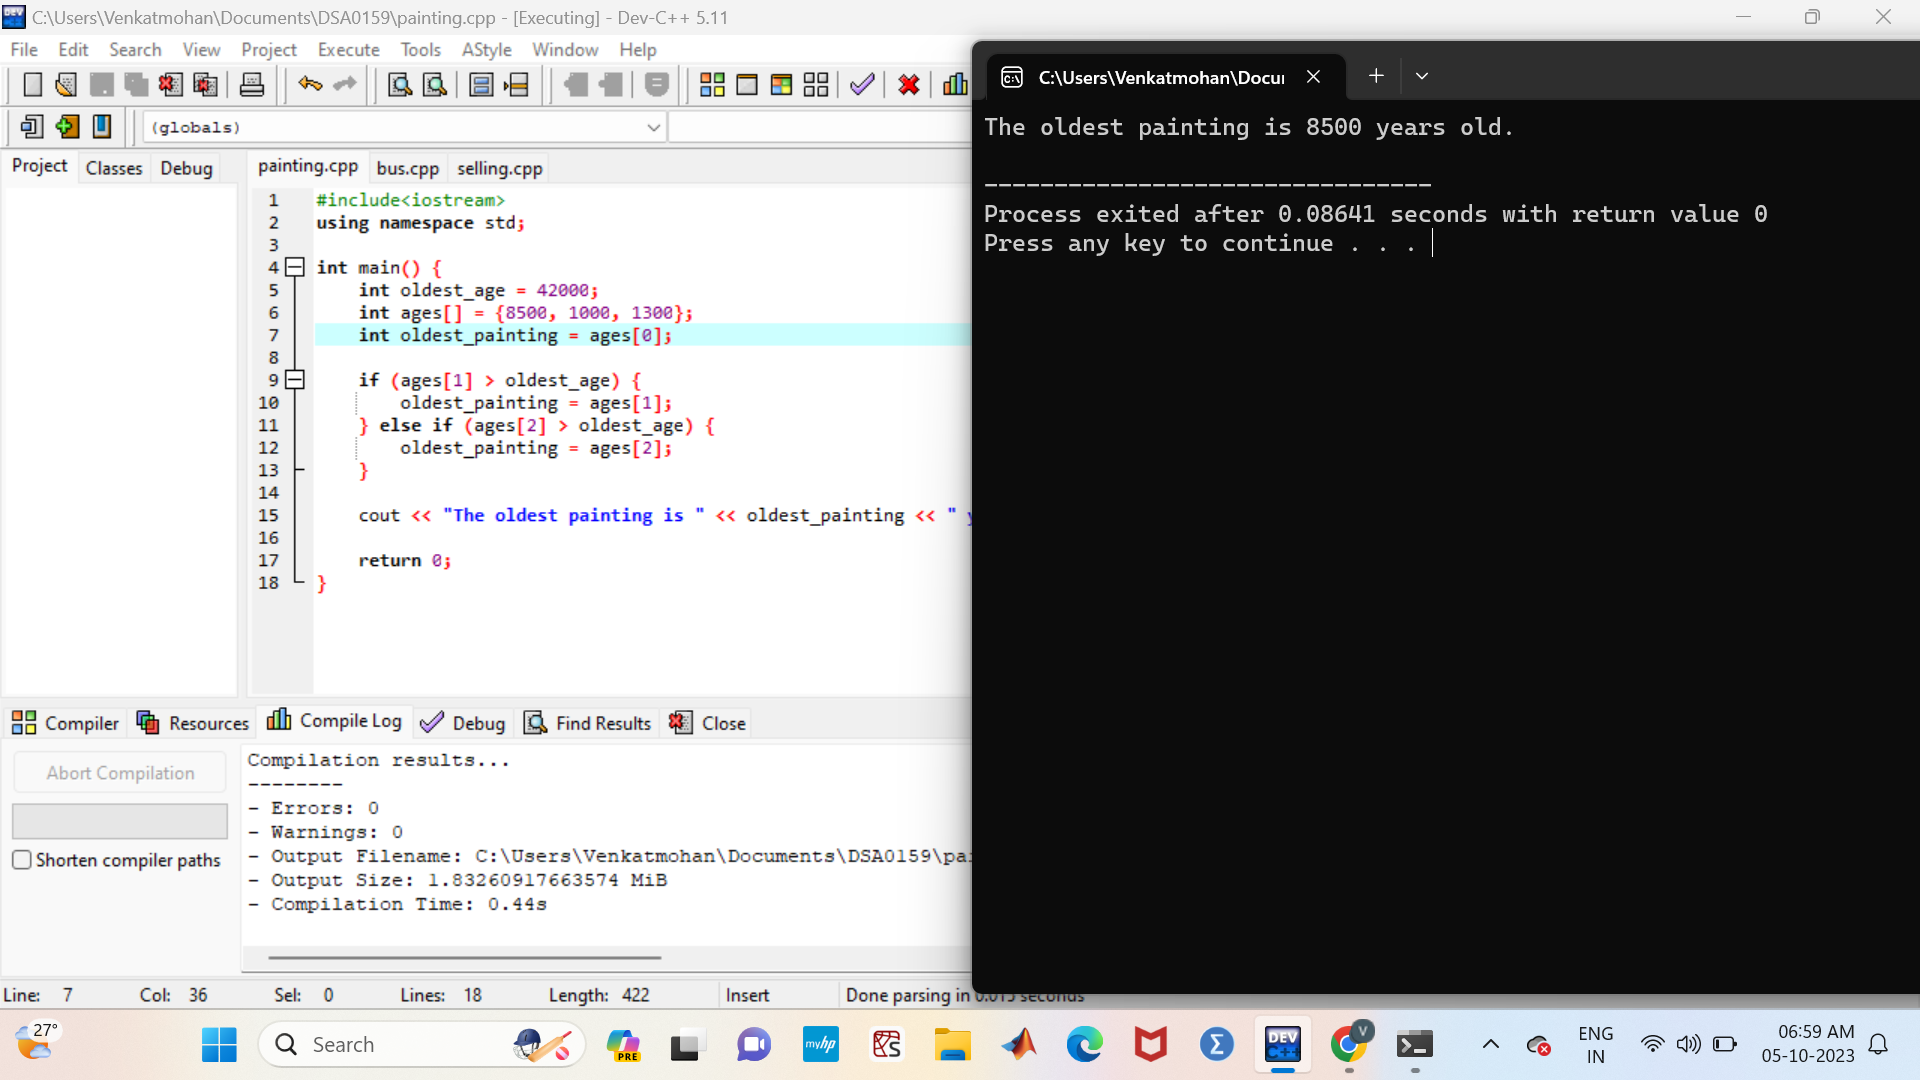 C:\Users\Venkatmohan\Documents\DSA0159\painting.cpp - [Executing] - Dev-C++ 5.11
File Edit Search View Project Execute Tools AStyle Window Help
(globals)
Project Classes Debug
painting.cpp bus.cpp selling.cpp
1 #include<iostream>
2 using namespace std;
3
4 int main() {
5 int oldest_age = 42000;
6 int ages[] = {8500, 1000, 1300};
7 int oldest_painting = ages[0];
8
9 if (ages[1] > oldest_age) {
10 oldest_painting = ages[1];
11 } else if (ages[2] > oldest_age) {
12 oldest_painting = ages[2];
13 }
14
15 cout << "The oldest painting is " << oldest_painting << "
16
17 return 0;
18 }
C:\Users\Venkatmohan\Docu
The oldest painting is 8500 years old.
--------------------------------
Process exited after 0.08641 seconds with return value 0
Press any key to continue . . .
Compiler Resources Compile Log Debug Find Results Close
Abort Compilation
Shorten compiler paths
Compilation results...
--------
- Errors: 0
- Warnings: 0
- Output Filename: C:\Users\Venkatmohan\Documents\DSA0159\pa
- Output Size: 1.83260917663574 MiB
- Compilation Time: 0.44s
Line: 7 Col: 36 Sel: 0 Lines: 18 Length: 422 Insert Done parsing in 0.015 seconds
27°
Search
PRE
myhp
DEV C++
V
ENG
IN
06:59 AM
05-10-2023